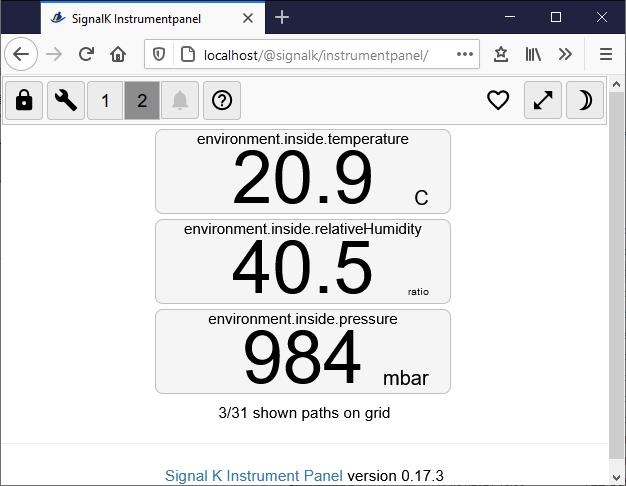 SignalK Instrumentpanel
localhost/@signalk/instrumentpanel/
1 2
environment.inside.temperature
20.9 C
environment.inside.relativeHumidity
40.5 ratio
environment.inside.pressure
984 mbar
3/31 shown paths on grid
Signal K Instrument Panel version 0.17.3